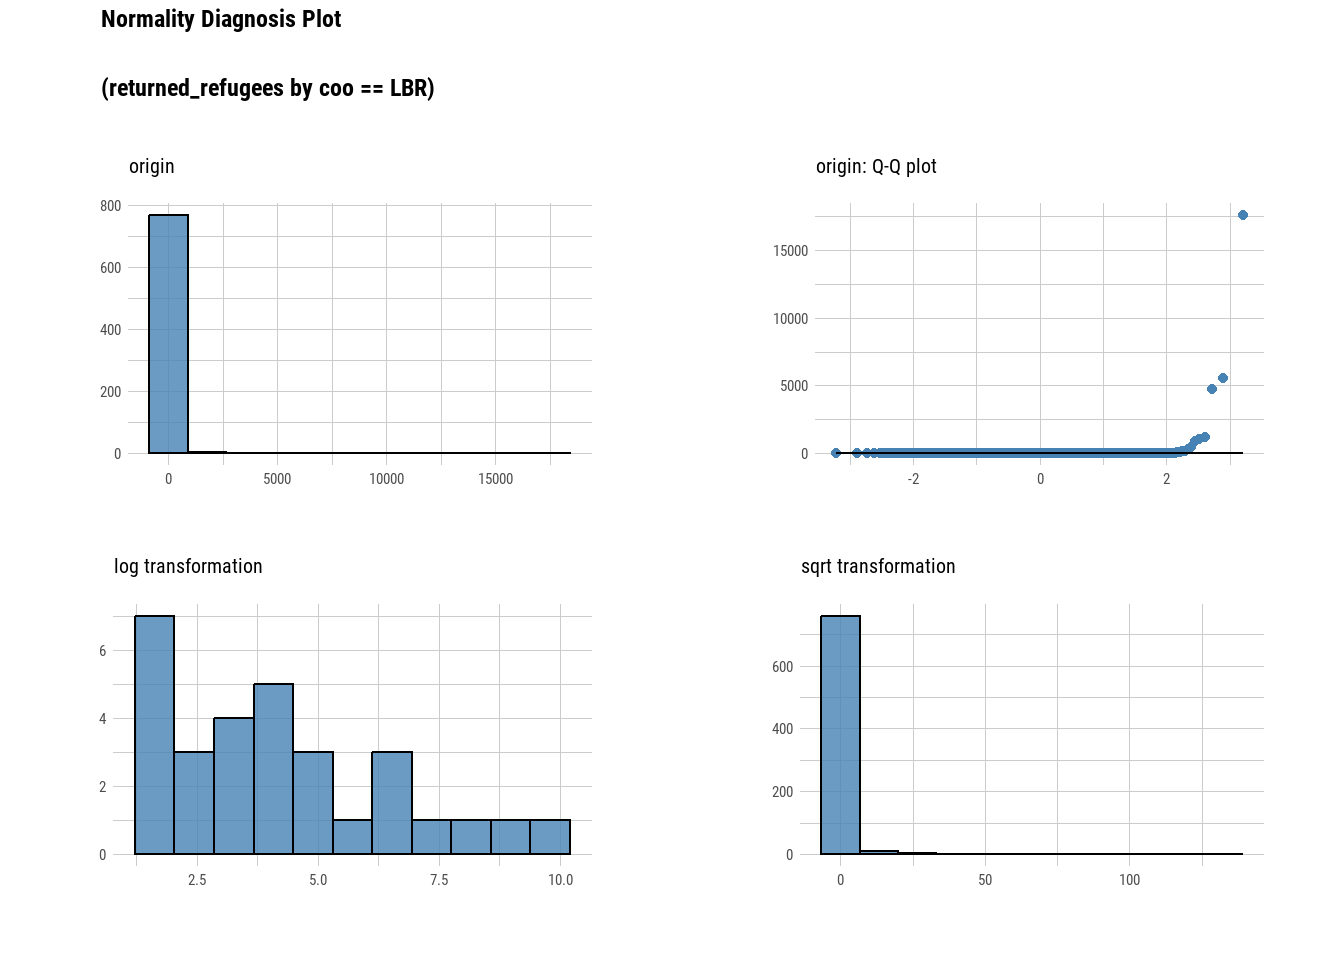 Normality Diagnosis Plot
(returned_refugees by coo == LBR)
origin
800
600
400
200
0
0 5000 10000 15000
origin: Q-Q plot
15000
10000
5000
0
-2 0 2
log transformation
6
4
2
0
2.5 5.0 7.5 10.0
sqrt transformation
600
400
200
0
0 50 100